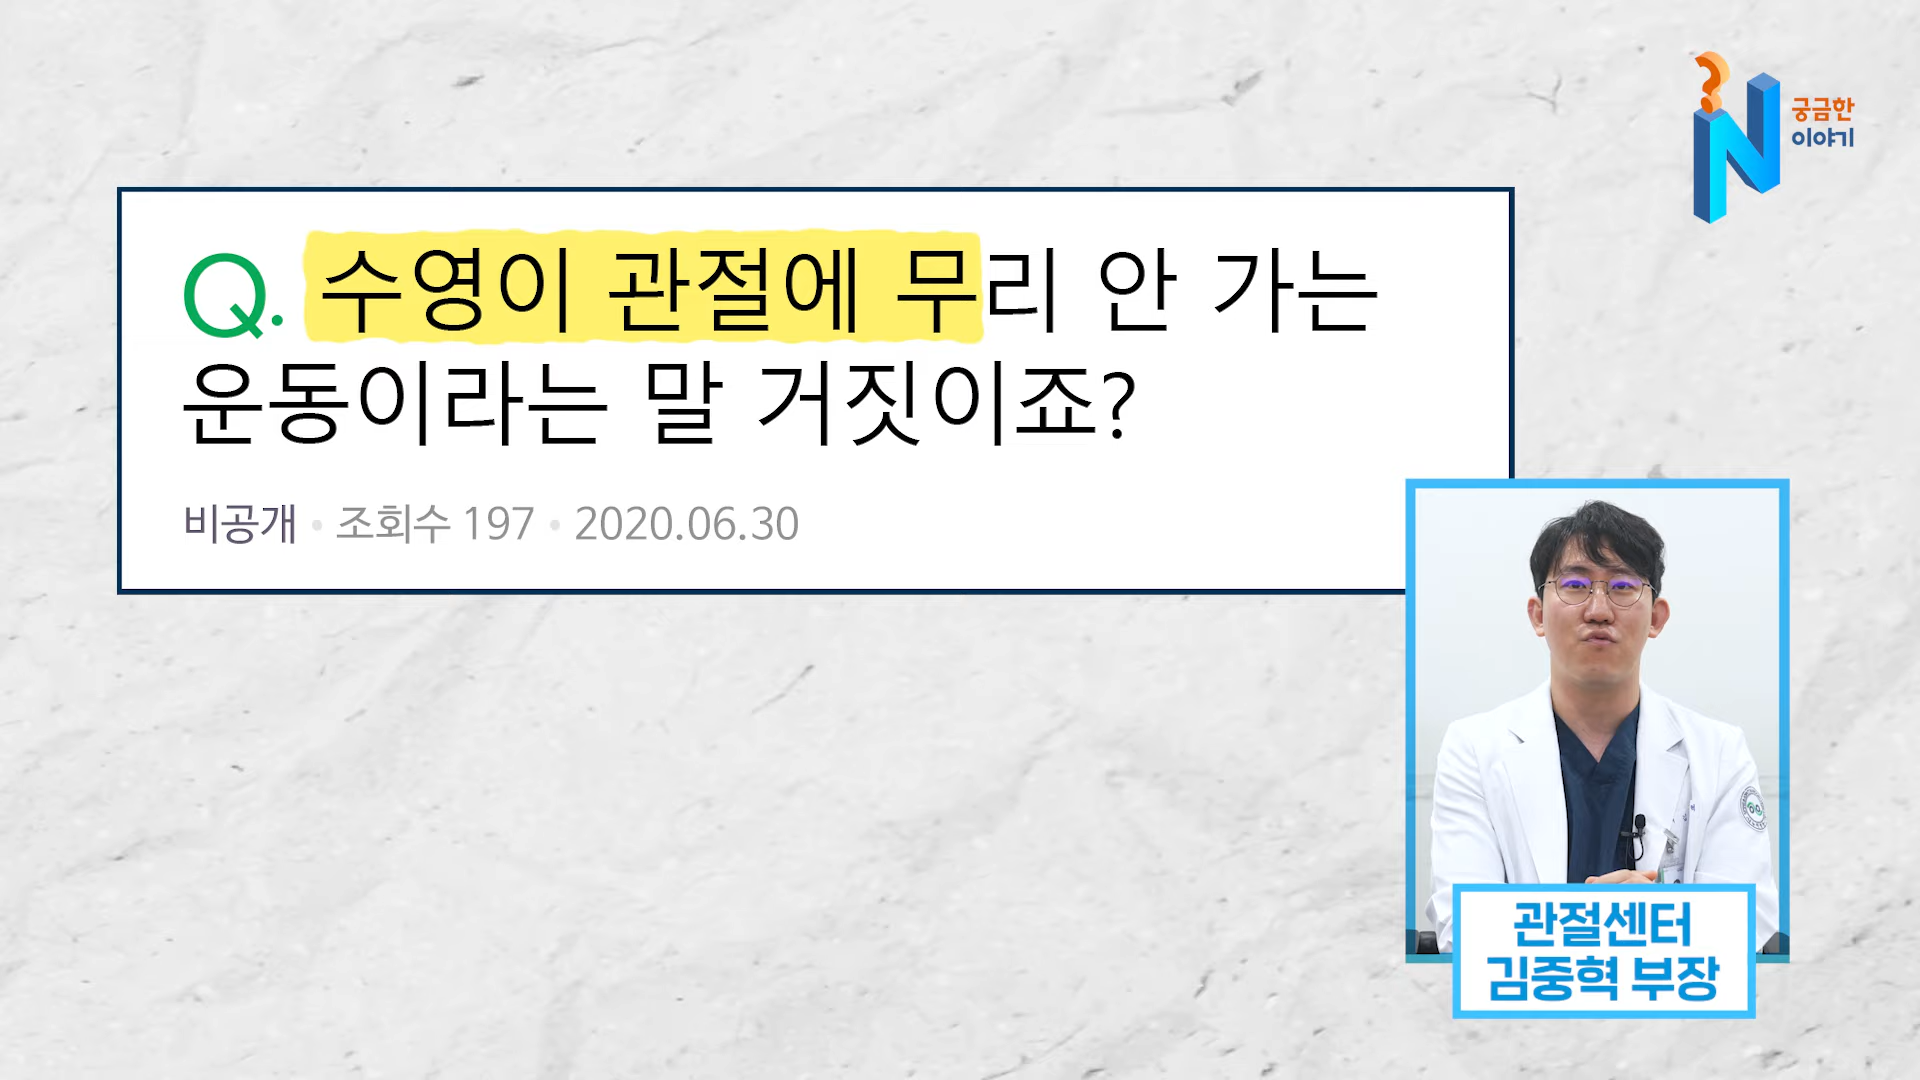 궁금한
이야기
Q. 수영이 관절에 무리 안 가는
운동이라는 말 거짓이죠?
비공개 • 조회수 197 • 2020.06.30
관절센터
김중혁 부장